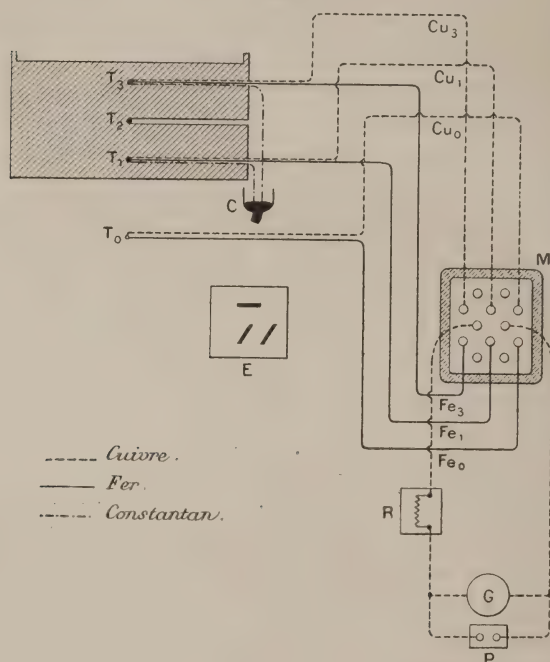 Cu3
Cu1
Cu0
T3
T2
T1
C
T0
M
E
Fe3
Fe1
Fe0
Cuivre.
Fer.
Constantan.
R
G
P